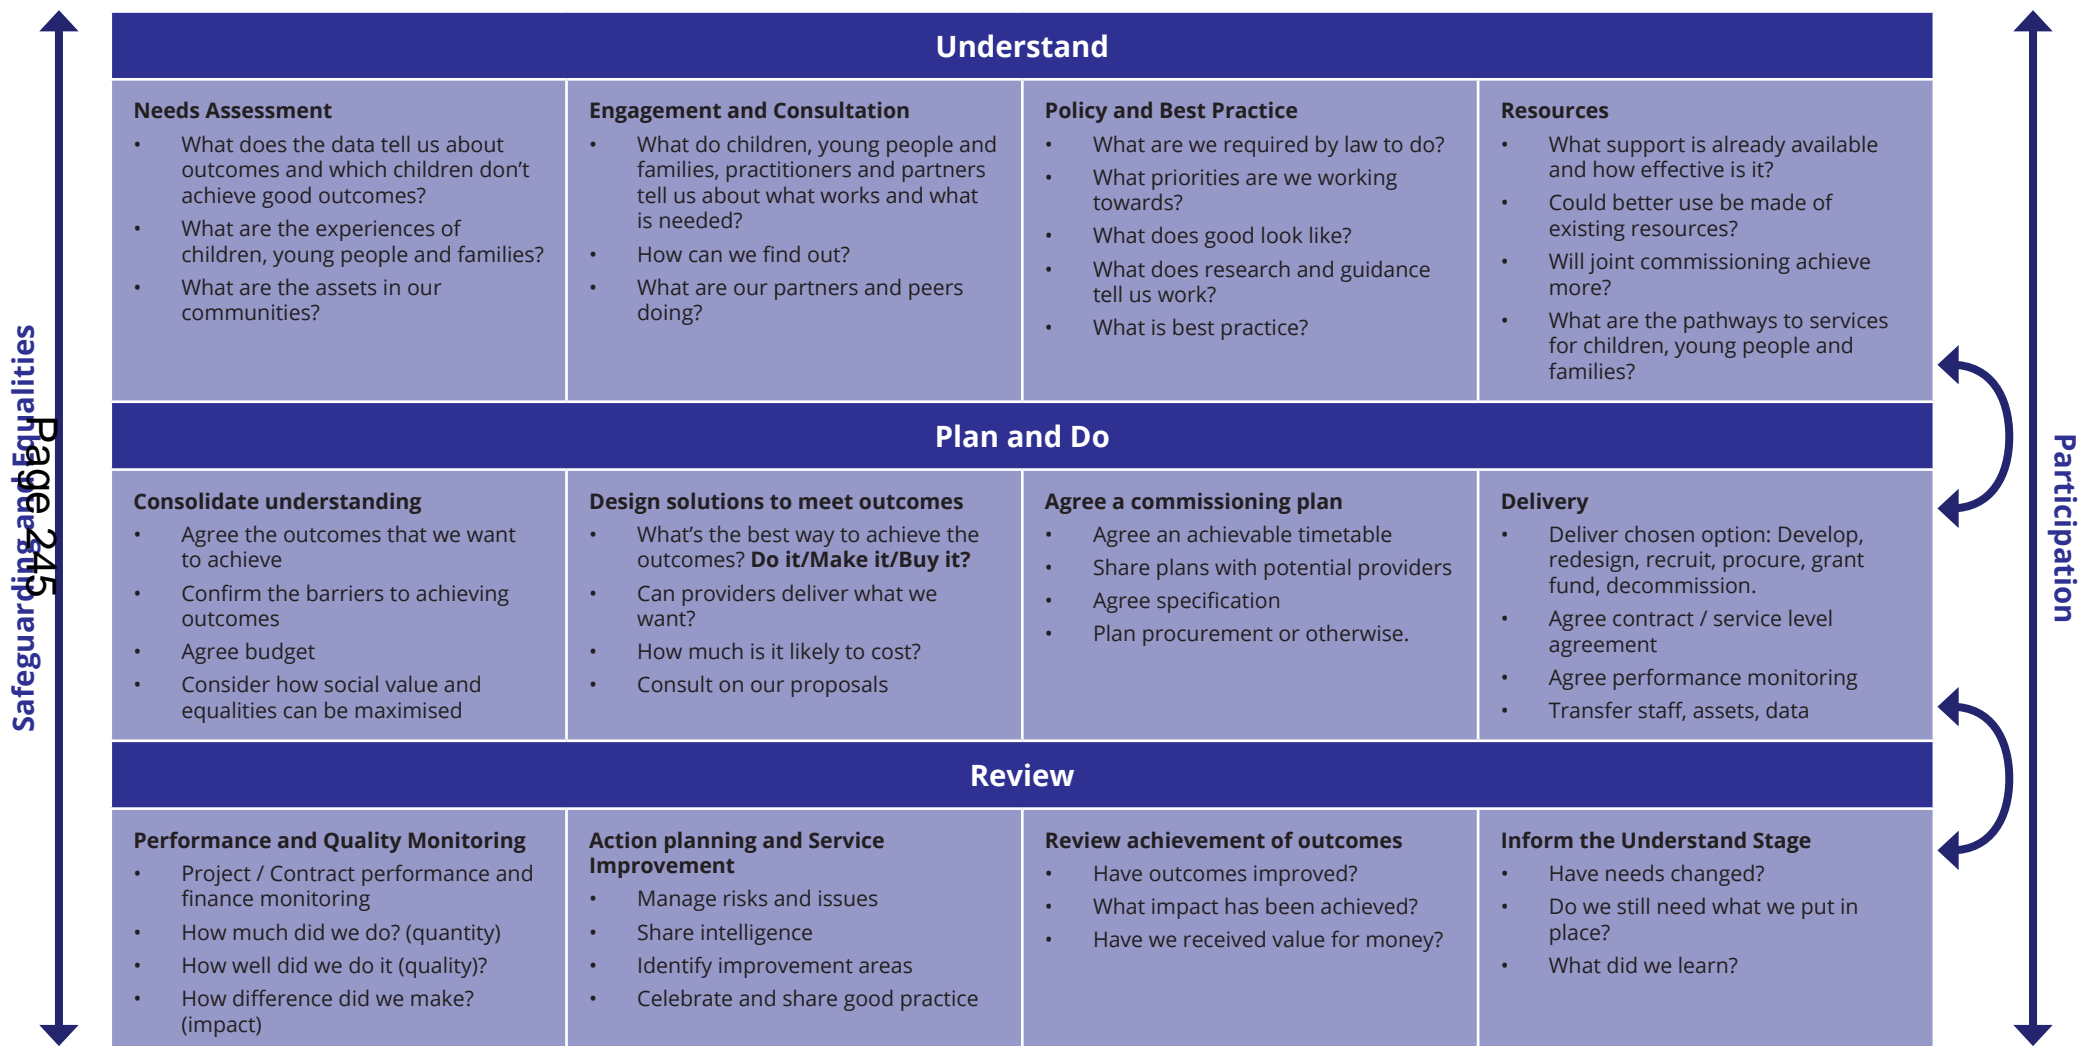 Understand
Needs Assessment
• What does the data tell us about
outcomes and which children don’t
achieve good outcomes?
• What are the experiences of
children, young people and families?
• What are the assets in our
communities?
Engagement and Consultation
• What do children, young people and
families, practitioners and partners
tell us about what works and what
is needed?
• How can we find out?
• What are our partners and peers
doing?
Policy and Best Practice
• What are we required by law to do?
• What priorities are we working
towards?
• What does good look like?
• What does research and guidance
tell us work?
• What is best practice?
Resources
• What support is already available
and how effective is it?
• Could better use be made of
existing resources?
• Will joint commissioning achieve
more?
• What are the pathways to services
for children, young people and
families?
Plan and Do
Consolidate understanding
• Agree the outcomes that we want
to achieve
• Confirm the barriers to achieving
outcomes
• Agree budget
• Consider how social value and
equalities can be maximised
Design solutions to meet outcomes
• What’s the best way to achieve the
outcomes? Do it/Make it/Buy it?
• Can providers deliver what we
want?
• How much is it likely to cost?
• Consult on our proposals
Agree a commissioning plan
• Agree an achievable timetable
• Share plans with potential providers
• Agree specification
• Plan procurement or otherwise.
Delivery
• Deliver chosen option: Develop,
redesign, recruit, procure, grant
fund, decommission.
• Agree contract / service level
agreement
• Agree performance monitoring
• Transfer staff, assets, data
Review
Performance and Quality Monitoring
• Project / Contract performance and
finance monitoring
• How much did we do? (quantity)
• How well did we do it (quality)?
• How difference did we make?
(impact)
Action planning and Service
Improvement
• Manage risks and issues
• Share intelligence
• Identify improvement areas
• Celebrate and share good practice
Review achievement of outcomes
• Have outcomes improved?
• What impact has been achieved?
• Have we received value for money?
Inform the Understand Stage
• Have needs changed?
• Do we still need what we put in
place?
• What did we learn?
Safeguarding and Equalities
Page 245
Participation